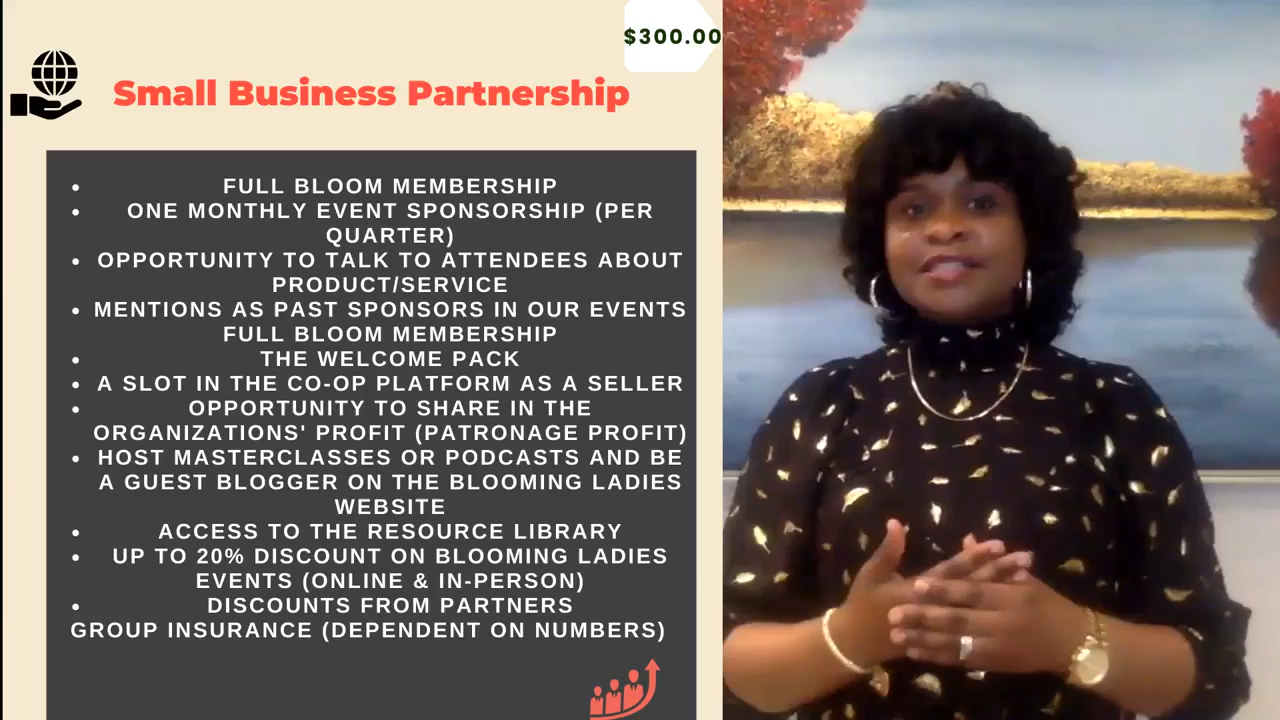 $300.00
Small Business Partnership
• FULL BLOOM MEMBERSHIP
• ONE MONTHLY EVENT SPONSORSHIP (PER
QUARTER)
• OPPORTUNITY TO TALK TO ATTENDEES ABOUT
PRODUCT/SERVICE
• MENTIONS AS PAST SPONSORS IN OUR EVENTS
FULL BLOOM MEMBERSHIP
• THE WELCOME PACK
• A SLOT IN THE CO-OP PLATFORM AS A SELLER
• OPPORTUNITY TO SHARE IN THE
ORGANIZATIONS' PROFIT (PATRONAGE PROFIT)
• HOST MASTERCLASSES OR PODCASTS AND BE
A GUEST BLOGGER ON THE BLOOMING LADIES
WEBSITE
• ACCESS TO THE RESOURCE LIBRARY
• UP TO 20% DISCOUNT ON BLOOMING LADIES
EVENTS (ONLINE & IN-PERSON)
• DISCOUNTS FROM PARTNERS
GROUP INSURANCE (DEPENDENT ON NUMBERS)